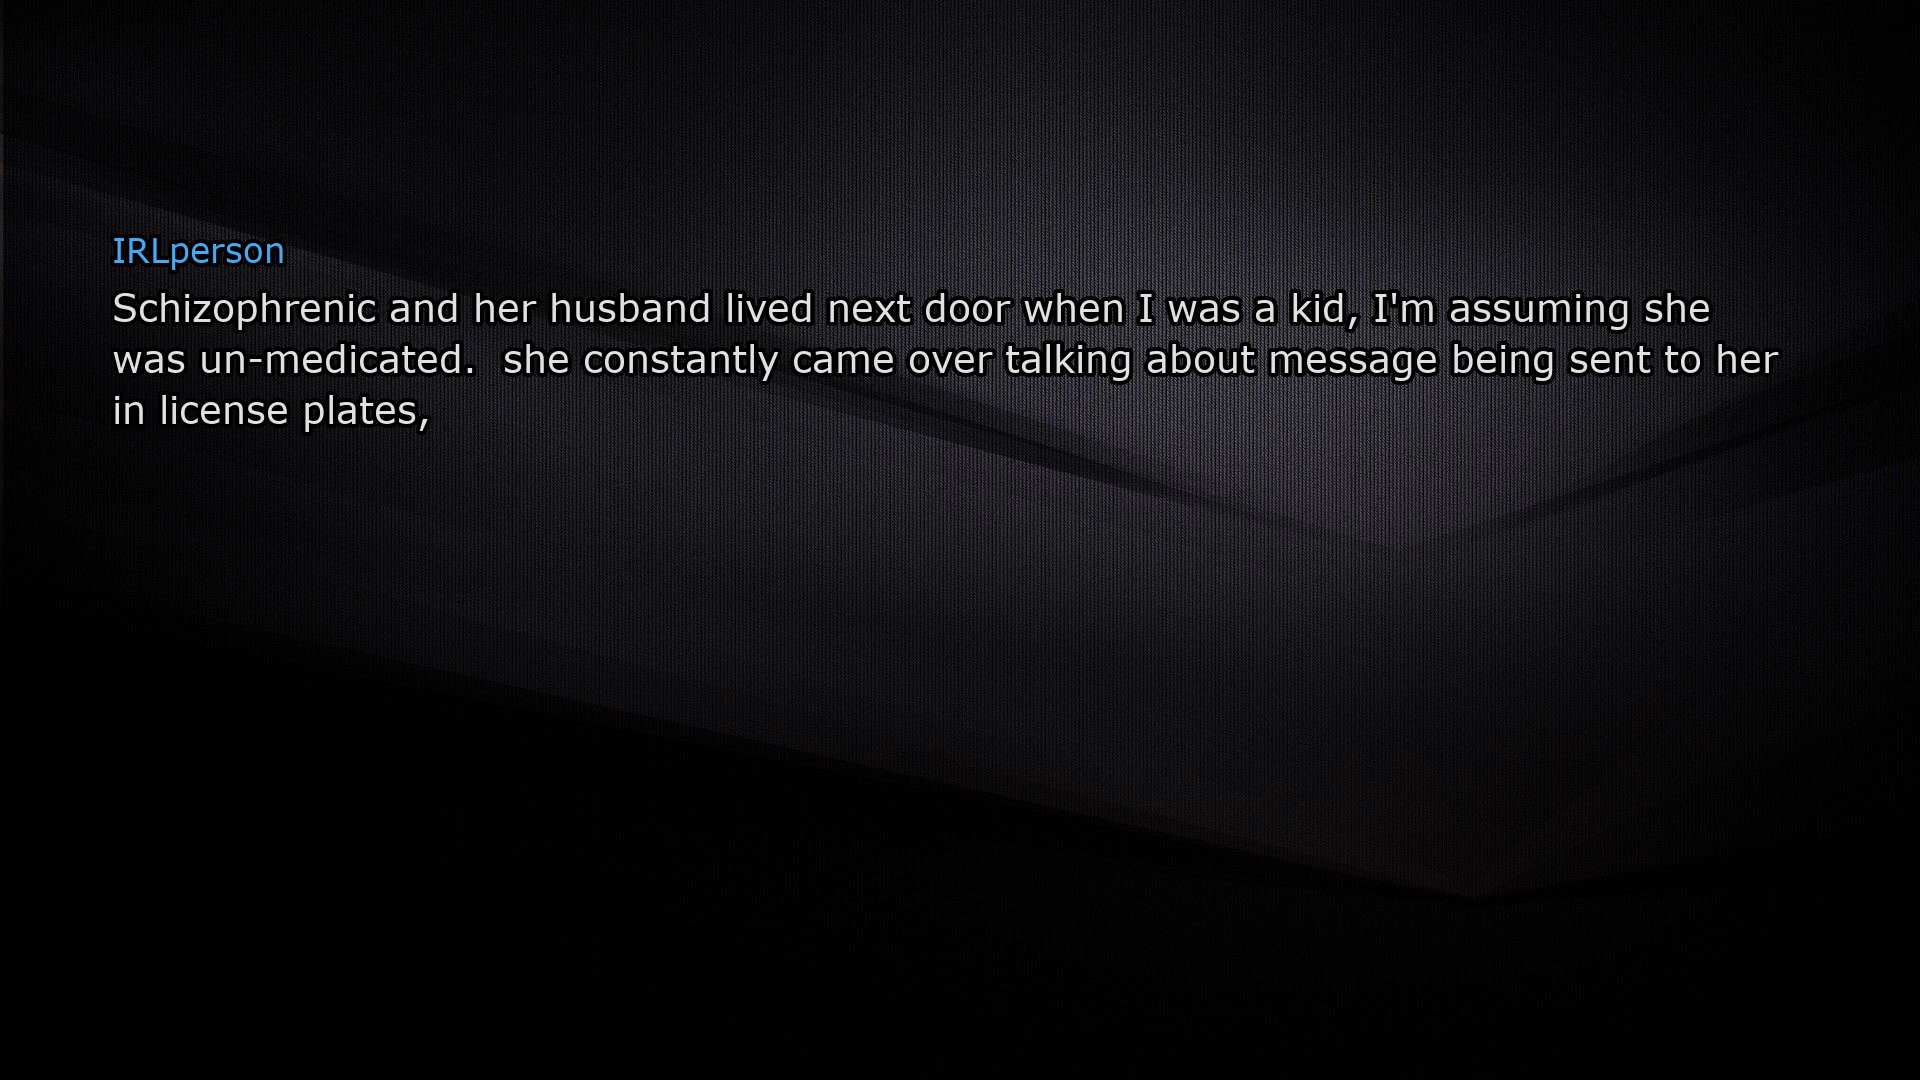 IRLperson
Schizophrenic and her husband lived next door when I was a kid, I'm assuming she
was un-medicated.  she constantly came over talking about message being sent to her
in license plates,